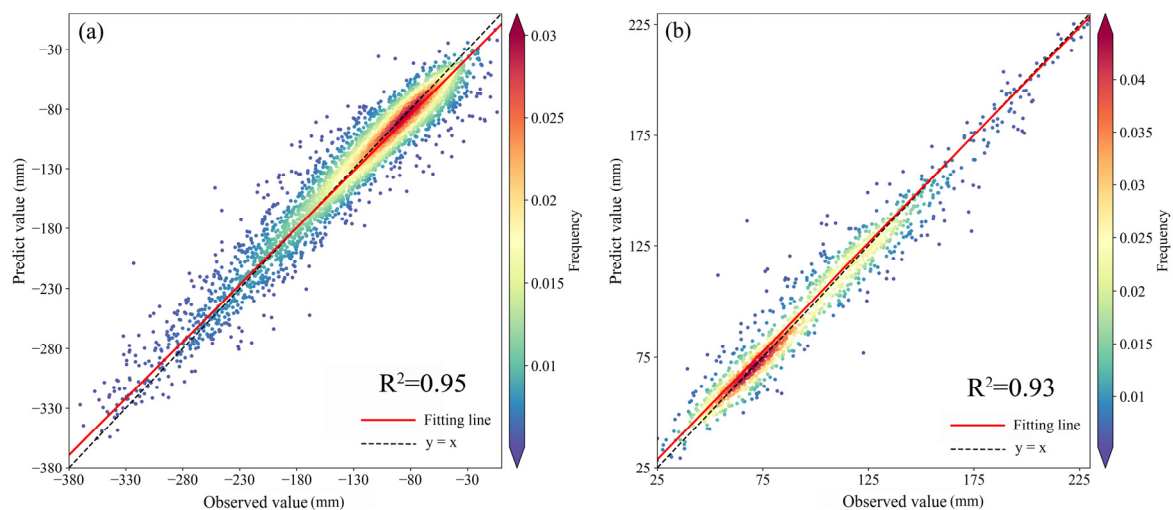 (a)
−30
−80
−130
−180
−230
−280
−330
−380
Predict value (mm)
−380 −330 −280 −230 −180 −130 −80 −30
Observed value (mm)
R²=0.95
Fitting line
y = x
0.03
0.02
0.015
0.01
Frequency
(b)
225
175
125
75
25
Predict value (mm)
25 75 125 175 225
Observed value (mm)
R²=0.93
Fitting line
y = x
0.04
0.035
0.03
0.025
0.02
0.015
0.01
Frequency